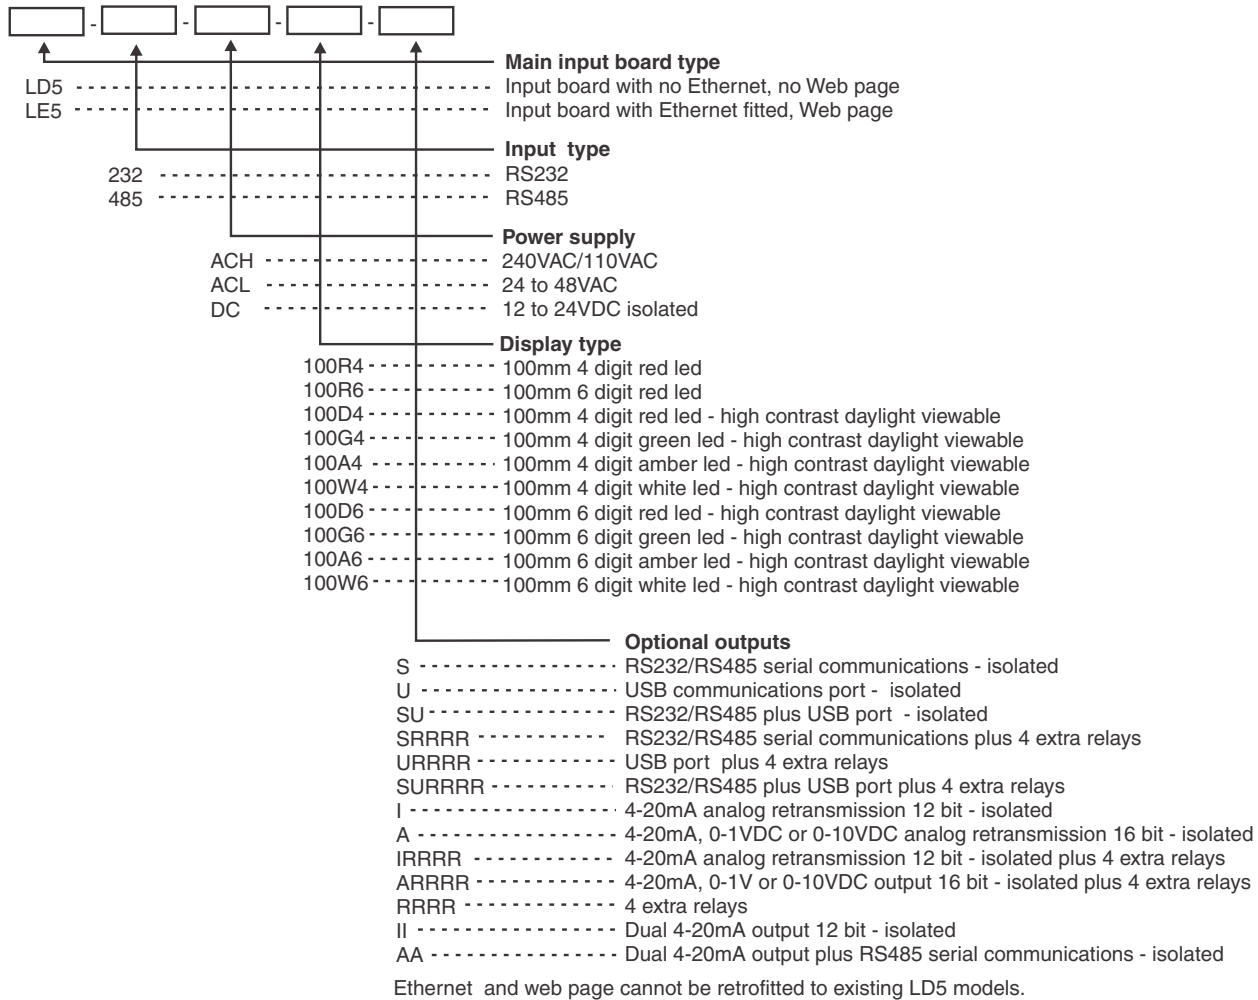 - - - -
Main input board type
LD5 Input board with no Ethernet, no Web page
LE5 Input board with Ethernet fitted, Web page
Input type
232 RS232
485 RS485
Power supply
ACH 240VAC/110VAC
ACL 24 to 48VAC
DC 12 to 24VDC isolated
Display type
100R4 100mm 4 digit red led
100R6 100mm 6 digit red led
100D4 100mm 4 digit red led - high contrast daylight viewable
100G4 100mm 4 digit green led - high contrast daylight viewable
100A4 100mm 4 digit amber led - high contrast daylight viewable
100W4 100mm 4 digit white led - high contrast daylight viewable
100D6 100mm 6 digit red led - high contrast daylight viewable
100G6 100mm 6 digit green led - high contrast daylight viewable
100A6 100mm 6 digit amber led - high contrast daylight viewable
100W6 100mm 6 digit white led - high contrast daylight viewable
Optional outputs
S RS232/RS485 serial communications - isolated
U USB communications port - isolated
SU RS232/RS485 plus USB port - isolated
SRRRR RS232/RS485 serial communications plus 4 extra relays
URRRR USB port plus 4 extra relays
SURRRR RS232/RS485 plus USB port plus 4 extra relays
I 4-20mA analog retransmission 12 bit - isolated
A 4-20mA, 0-1VDC or 0-10VDC analog retransmission 16 bit - isolated
IRRRR 4-20mA analog retransmission 12 bit - isolated plus 4 extra relays
ARRRR 4-20mA, 0-1V or 0-10VDC output 16 bit - isolated plus 4 extra relays
RRRR 4 extra relays
II Dual 4-20mA output 12 bit - isolated
AA Dual 4-20mA output plus RS485 serial communications - isolated
Ethernet and web page cannot be retrofitted to existing LD5 models.